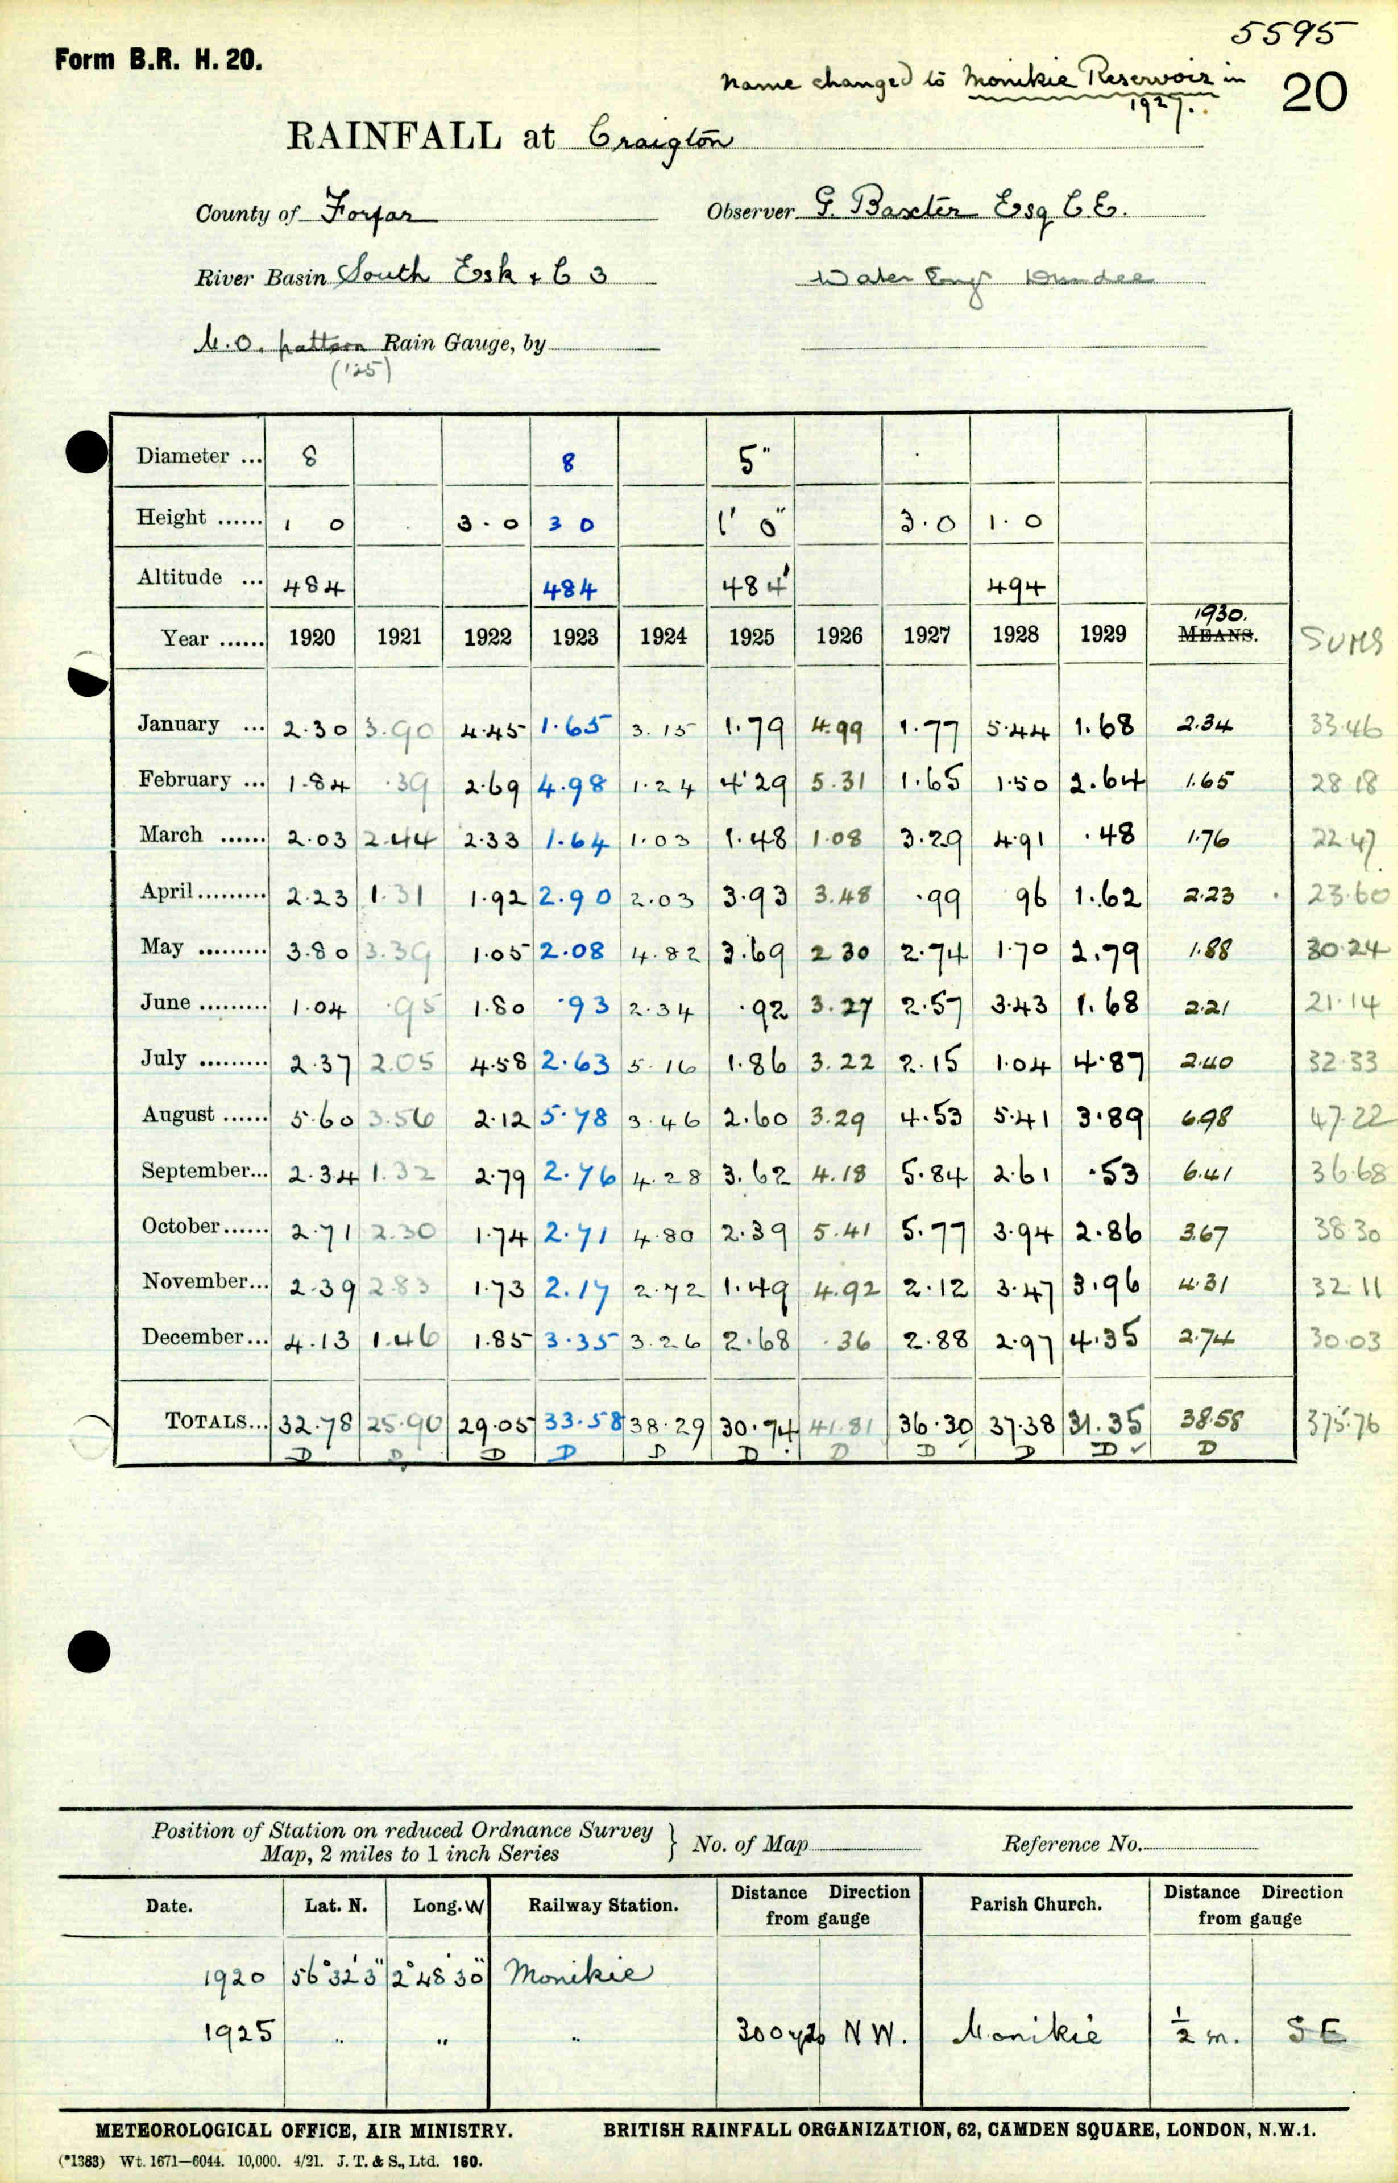 5595
Form B.R. H. 20.
Name changed to Monikie Reservoir in 1927.
20
RAINFALL at Craigton
County of Forfar Observer G. Baxter Esq C E.
River Basin South Esk & C 3 Water Eng Dundee
M.O. pattern Rain Gauge, by
('25)
Diameter ... 8 8 5"
Height ...... 1 0 3.0 3 0 1' 0" 3.0 1.0
Altitude ... 484 484 484' 494
Year ...... 1920 1921 1922 1923 1924 1925 1926 1927 1928 1929 1930. MEANS. SUMS
January ... 2.30 3.90 4.45 1.65 3.15 1.79 4.99 1.77 5.44 1.68 2.34 33.46
February ... 1.84 .39 2.69 4.98 1.24 4.29 5.31 1.65 1.50 2.64 1.65 28.18
March ...... 2.03 2.44 2.33 1.64 1.03 1.48 1.08 3.29 4.91 .48 1.76 22.47
April ......... 2.23 1.31 1.92 2.90 2.03 3.93 3.48 .99 96 1.62 2.23 23.60
May ......... 3.80 3.39 1.05 2.08 4.82 3.69 2 30 2.74 1.70 2.79 1.88 30.24
June ......... 1.04 .95 1.80 .93 2.34 .92 3.27 2.57 3.43 1.68 2.21 21.14
July ......... 2.37 2.05 4.58 2.63 5.16 1.86 3.22 2.15 1.04 4.87 2.40 32.33
August ...... 5.60 3.56 2.12 5.78 3.46 2.60 3.29 4.53 5.41 3.89 6.98 47.22
September... 2.34 1.32 2.79 2.76 4.28 3.62 4.18 5.84 2.61 .53 6.41 36.68
October...... 2.71 2.30 1.74 2.71 4.80 2.39 5.41 5.77 3.94 2.86 3.67 38.30
November... 2.39 2.83 1.73 2.17 2.72 1.49 4.92 2.12 3.47 3.96 4.31 32.11
December... 4.13 1.46 1.85 3.35 3.26 2.68 .36 2.88 2.97 4.35 2.74 30.03
TOTALS... 32.78 25.90 29.05 33.58 38.29 30.74 41.81 36.30 37.38 31.35 38.58 375.76
D D D D D D D D D D D
Position of Station on reduced Ordnance Survey Map, 2 miles to 1 inch Series } No. of Map Reference No.
Date. Lat. N. Long. W Railway Station. Distance Direction from gauge Parish Church. Distance Direction from gauge
1920 56°32'3" 2°48'30" Monikie
1925 " " " 300 yds N W. Monikie ½ m. S E
METEOROLOGICAL OFFICE, AIR MINISTRY. BRITISH RAINFALL ORGANIZATION, 62, CAMDEN SQUARE, LONDON, N.W.1.
(*1383) Wt. 1671—6044. 10,000. 4/21. J. T. & S., Ltd. 160.